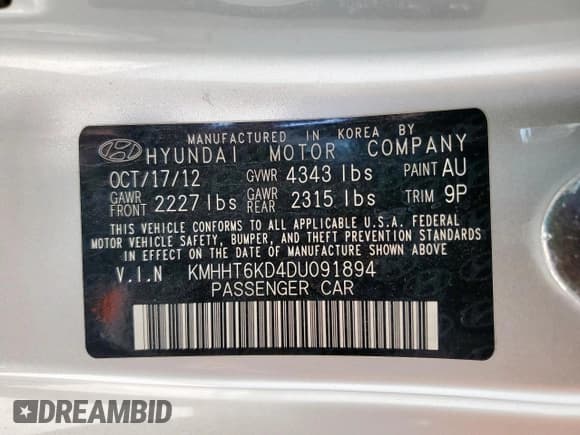 MANUFACTURED IN KOREA BY
HYUNDAI MOTOR COMPANY
OCT/17/12 GVWR 4343 lbs PAINT AU
GAWR FRONT 2227 lbs GAWR REAR 2315 lbs TRIM 9P
THIS VEHICLE CONFORMS TO ALL APPLICABLE U.S.A. FEDERAL
MOTOR VEHICLE SAFETY, BUMPER, AND THEFT PREVENTION STANDARDS
IN EFFECT ON THE DATE OF MANUFACTURE SHOWN ABOVE.
V.I.N KMHHT6KD4DU091894
PASSENGER CAR
DREAMBID